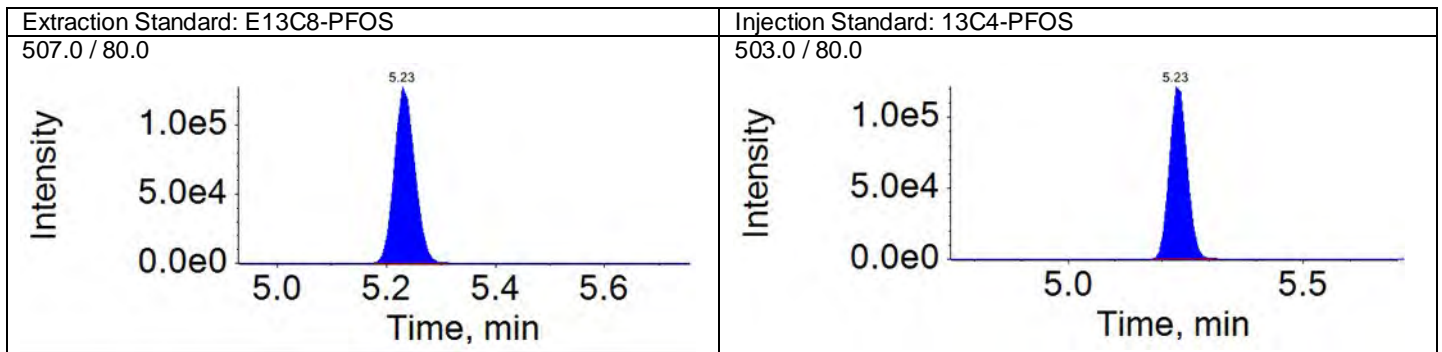 Extraction Standard: E13C8-PFOS
507.0 / 80.0
5.23
Intensity
1.0e5
5.0e4
0.0e0
5.0 5.2 5.4 5.6
Time, min
Injection Standard: 13C4-PFOS
503.0 / 80.0
5.23
Intensity
1.0e5
5.0e4
0.0e0
5.0 5.5
Time, min